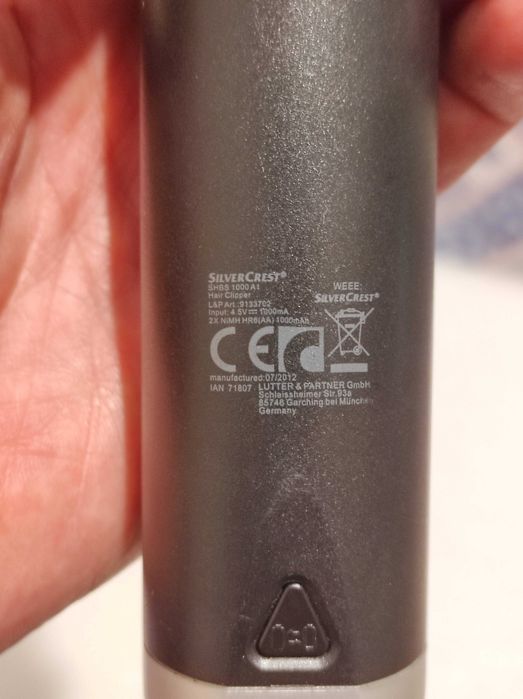 SILVERCREST®
SHBS 1000 A1
Hair Clipper
L&P Art.:9133702
Input: 4.5V⎓1000mA
2X NiMH HR6(AA) 1000mAh
WEEE:
SILVERCREST®
CE
manufactured:07/2012
IAN 71807 LUTTER & PARTNER GmbH
Schleissheimer Str.93a
85748 Garching bei München
Germany